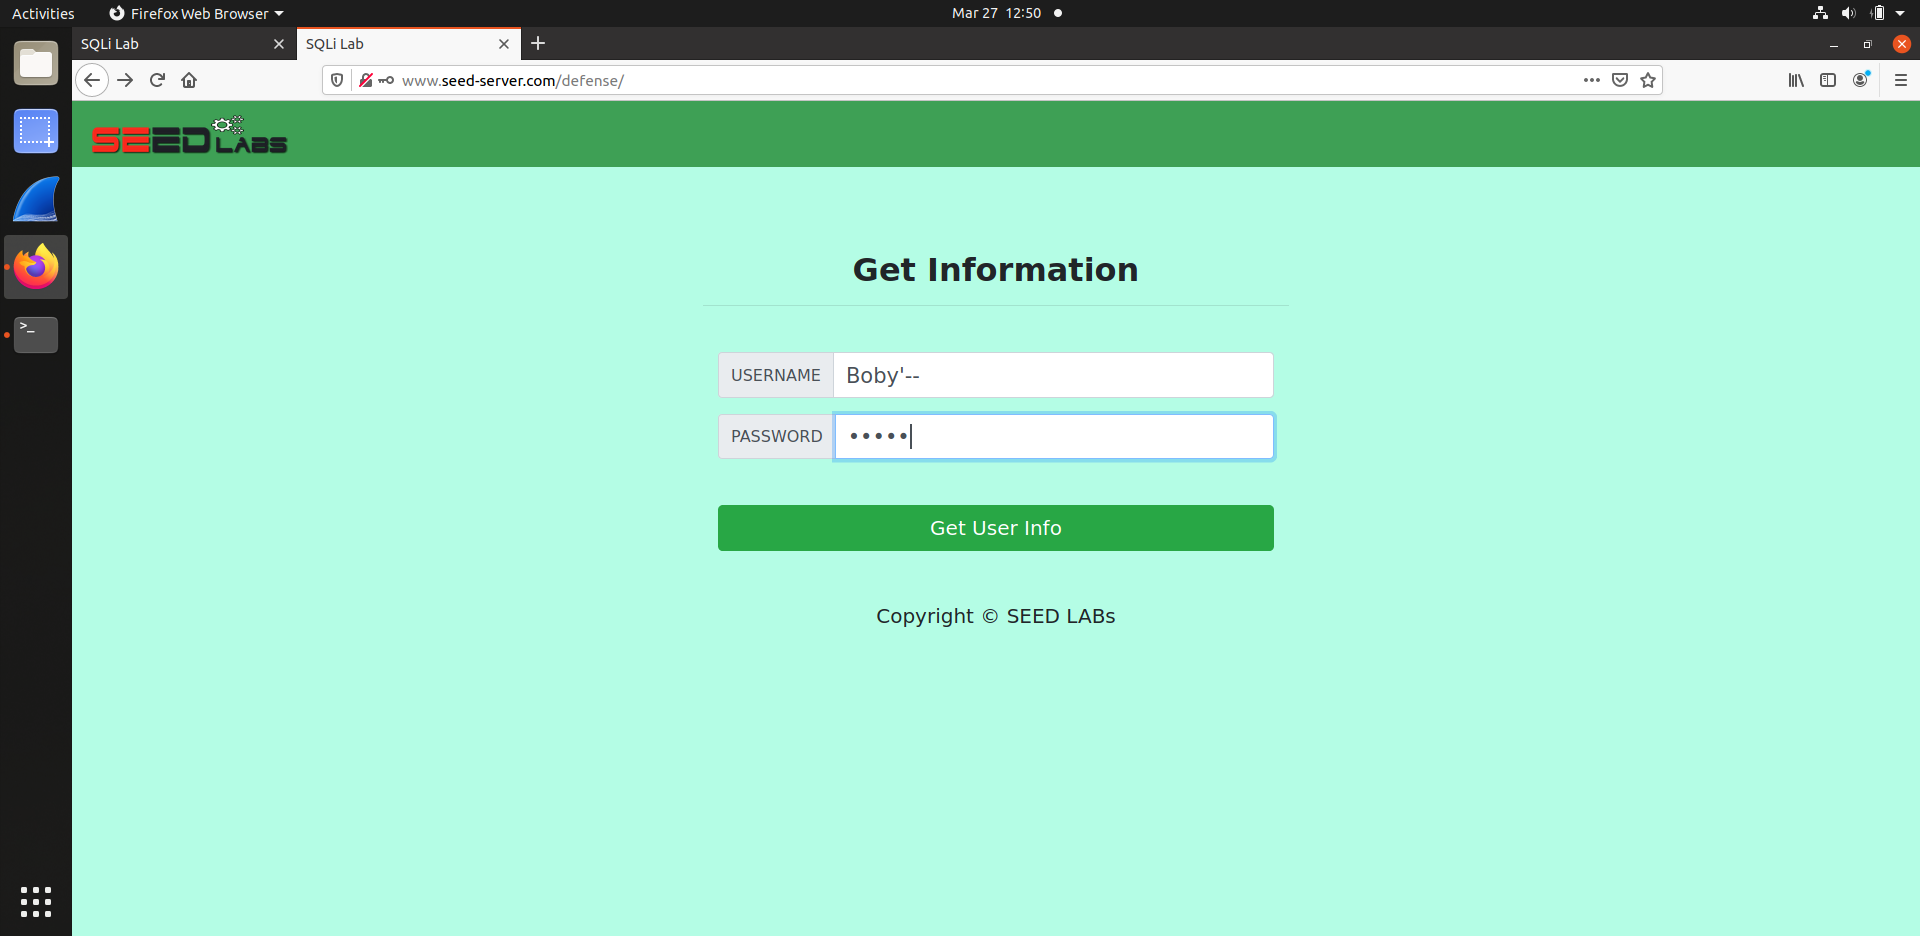 Activities Firefox Web Browser Mar 27 12:50
SQLi Lab SQLi Lab
www.seed-server.com/defense/
SEED LABS
Get Information
USERNAME Boby'--
PASSWORD •••••
Get User Info
Copyright © SEED LABs